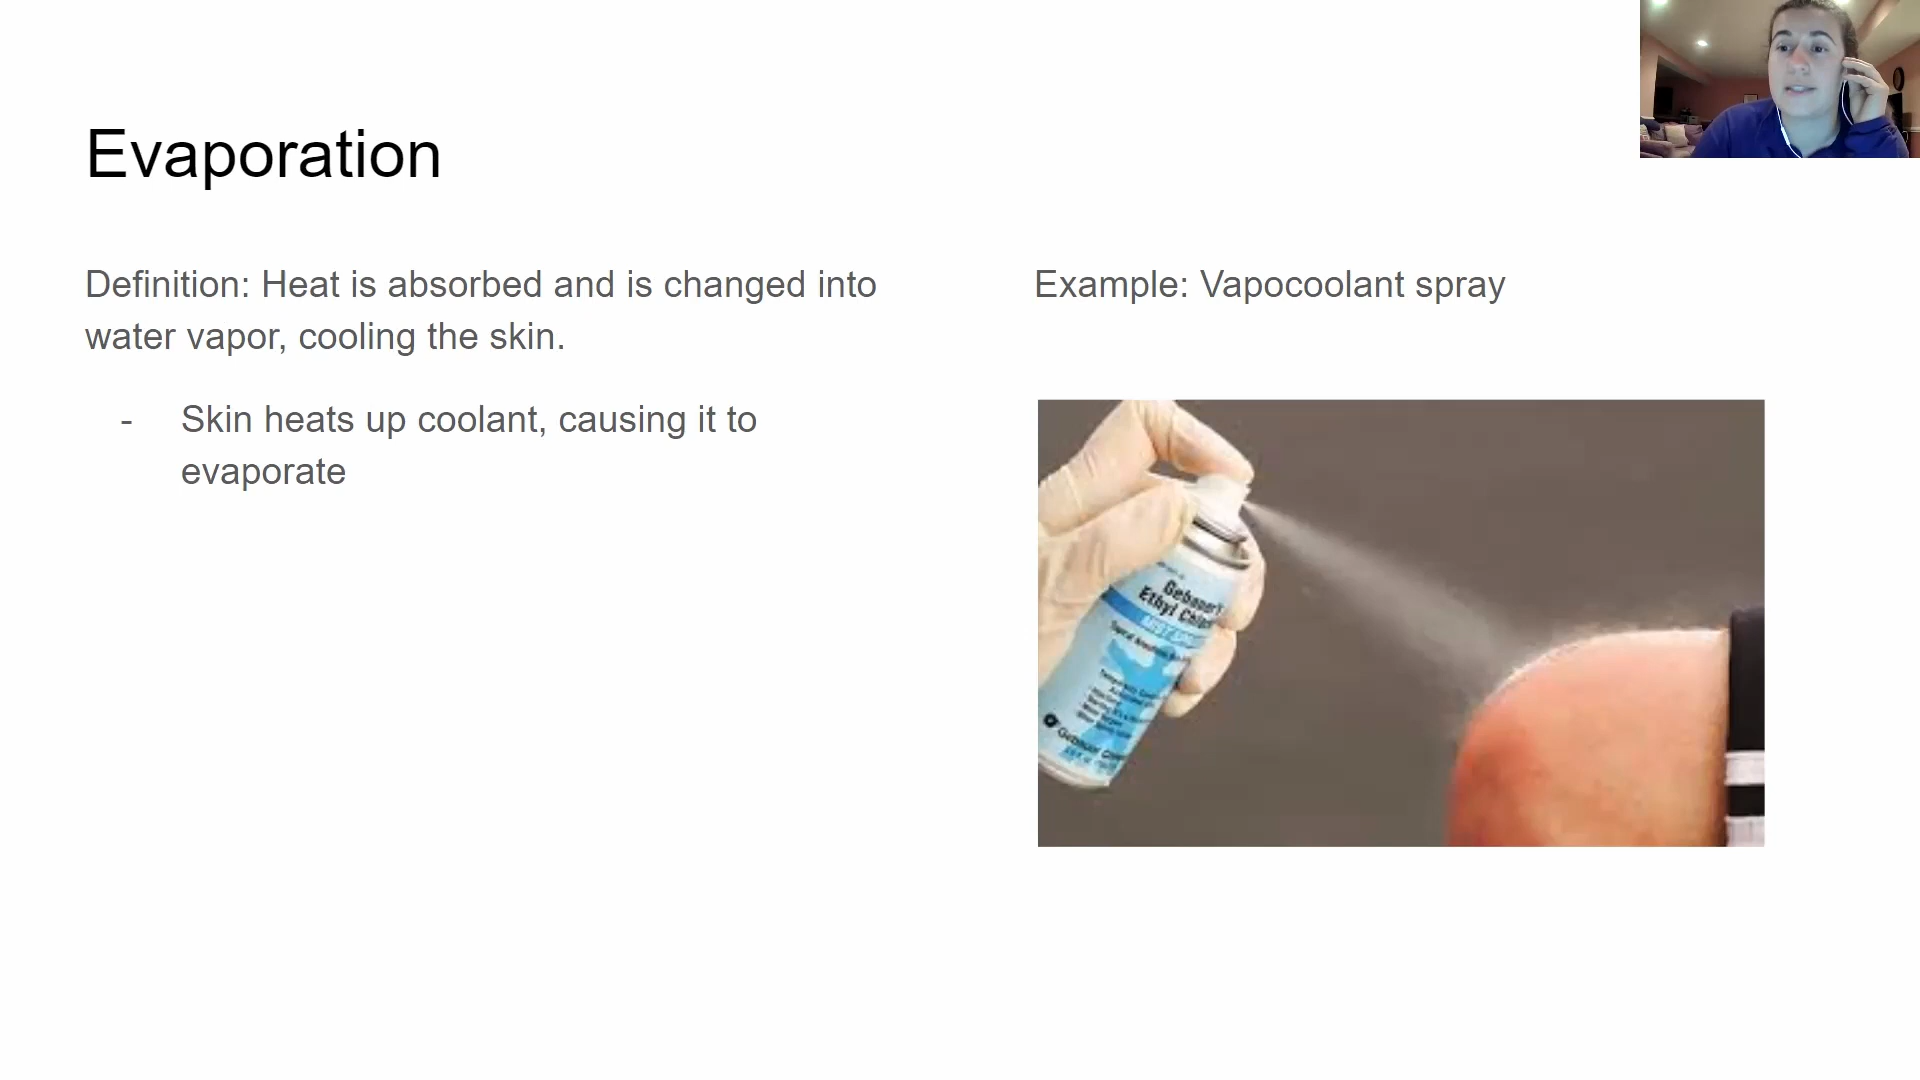 Evaporation
Definition: Heat is absorbed and is changed into
water vapor, cooling the skin.
- Skin heats up coolant, causing it to
evaporate
Example: Vapocoolant spray
Gebauer's
Ethyl